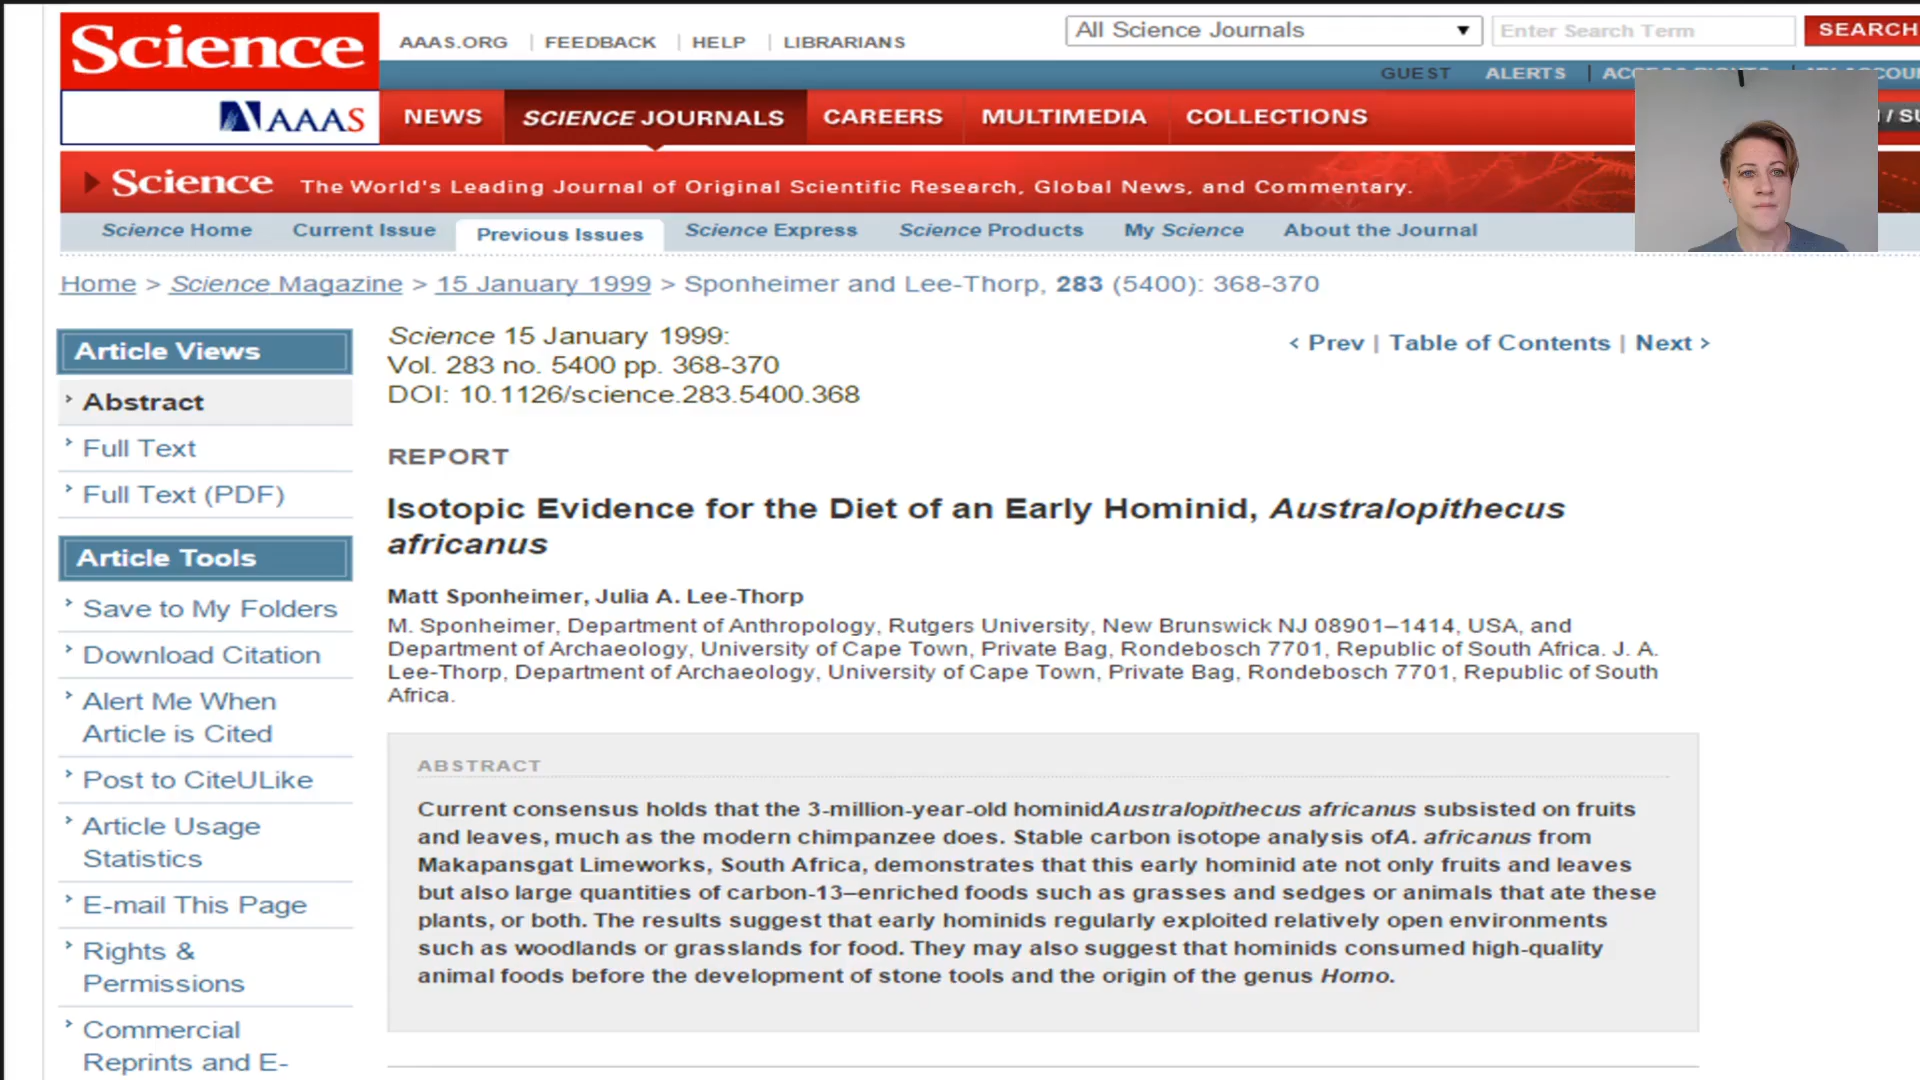 Science
AAAS.ORG | FEEDBACK | HELP | LIBRARIANS
All Science Journals
Enter Search Term
SEARCH
GUEST ALERTS |
AAAS
NEWS SCIENCE JOURNALS CAREERS MULTIMEDIA COLLECTIONS
Science The World's Leading Journal of Original Scientific Research, Global News, and Commentary.
Science Home Current Issue Previous Issues Science Express Science Products My Science About the Journal
Home > Science Magazine > 15 January 1999 > Sponheimer and Lee-Thorp, 283 (5400): 368-370
Article Views
Abstract
Full Text
Full Text (PDF)
Article Tools
Save to My Folders
Download Citation
Alert Me When
Article is Cited
Post to CiteULike
Article Usage
Statistics
E-mail This Page
Rights &
Permissions
Commercial
Reprints and E-
Science 15 January 1999:
Vol. 283 no. 5400 pp. 368-370
DOI: 10.1126/science.283.5400.368
< Prev | Table of Contents | Next >
REPORT
Isotopic Evidence for the Diet of an Early Hominid, Australopithecus
africanus
Matt Sponheimer, Julia A. Lee-Thorp
M. Sponheimer, Department of Anthropology, Rutgers University, New Brunswick NJ 08901–1414, USA, and
Department of Archaeology, University of Cape Town, Private Bag, Rondebosch 7701, Republic of South Africa. J. A.
Lee-Thorp, Department of Archaeology, University of Cape Town, Private Bag, Rondebosch 7701, Republic of South
Africa.
ABSTRACT
Current consensus holds that the 3-million-year-old hominidAustralopithecus africanus subsisted on fruits
and leaves, much as the modern chimpanzee does. Stable carbon isotope analysis ofA. africanus from
Makapansgat Limeworks, South Africa, demonstrates that this early hominid ate not only fruits and leaves
but also large quantities of carbon-13–enriched foods such as grasses and sedges or animals that ate these
plants, or both. The results suggest that early hominids regularly exploited relatively open environments
such as woodlands or grasslands for food. They may also suggest that hominids consumed high-quality
animal foods before the development of stone tools and the origin of the genus Homo.